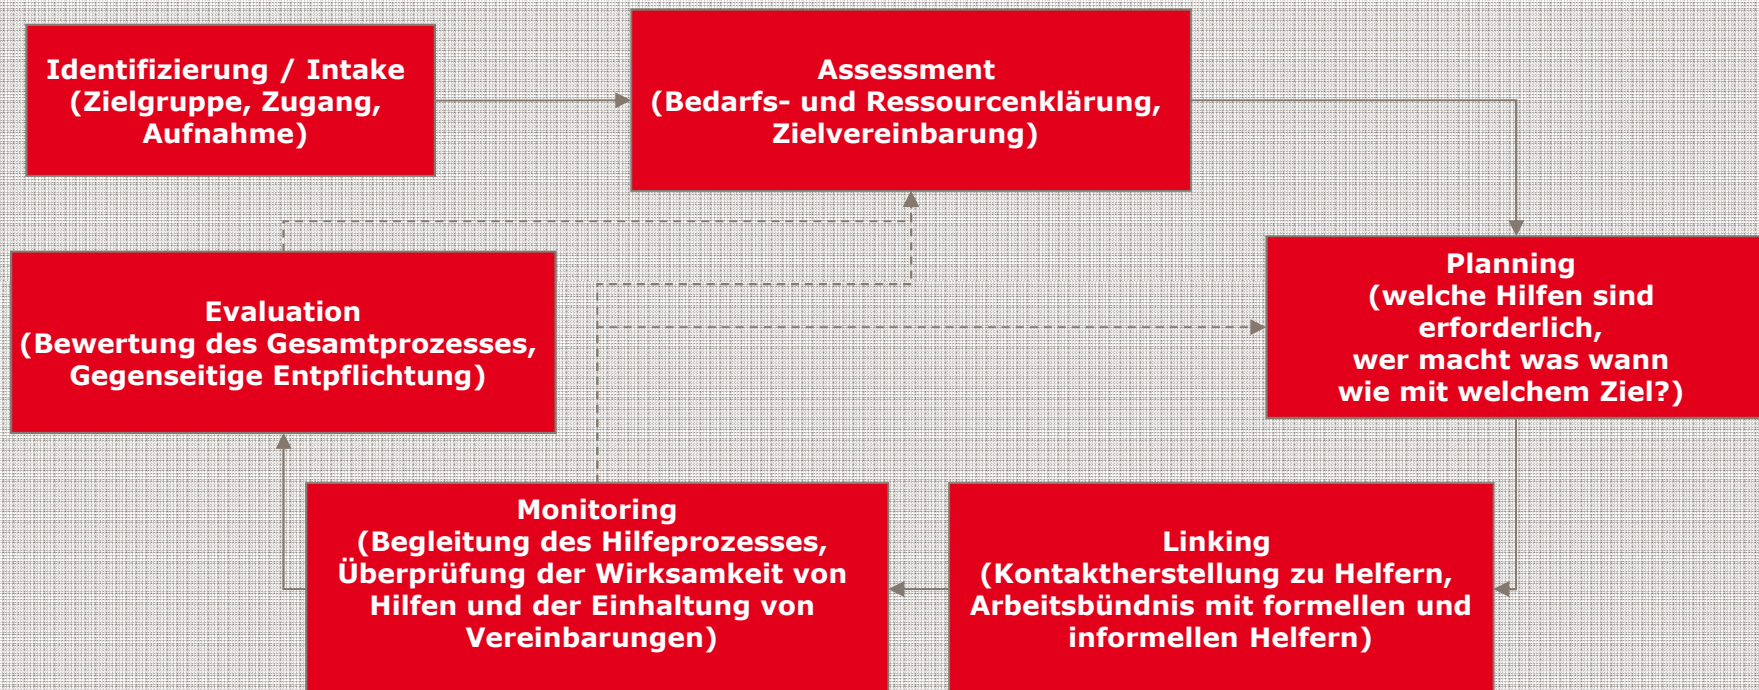 Identifizierung / Intake
(Zielgruppe, Zugang,
Aufnahme)
Assessment
(Bedarfs- und Ressourcenklärung,
Zielvereinbarung)
Planning
(welche Hilfen sind
erforderlich,
wer macht was wann
wie mit welchem Ziel?)
Evaluation
(Bewertung des Gesamtprozesses,
Gegenseitige Entpflichtung)
Monitoring
(Begleitung des Hilfeprozesses,
Überprüfung der Wirksamkeit von
Hilfen und der Einhaltung von
Vereinbarungen)
Linking
(Kontaktherstellung zu Helfern,
Arbeitsbündnis mit formellen und
informellen Helfern)